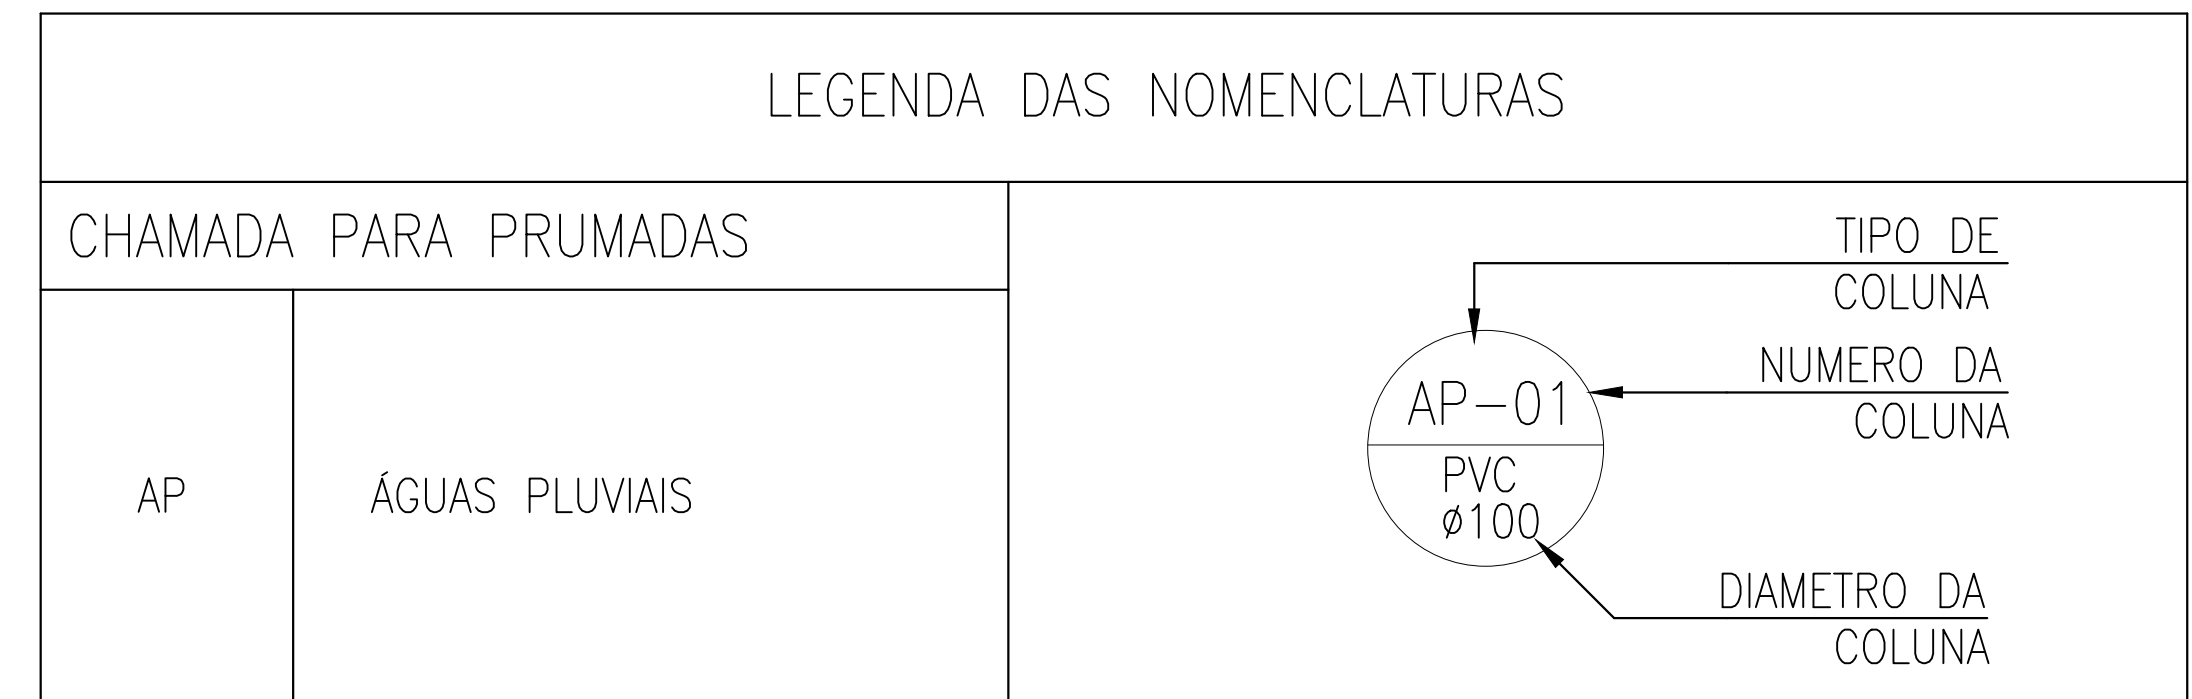 LEGENDA DAS NOMENCLATURAS
CHAMADA PARA PRUMADAS
AP
ÁGUAS PLUVIAIS
TIPO DE
COLUNA
NUMERO DA
COLUNA
AP-01
PVC
ø100
DIAMETRO DA
COLUNA